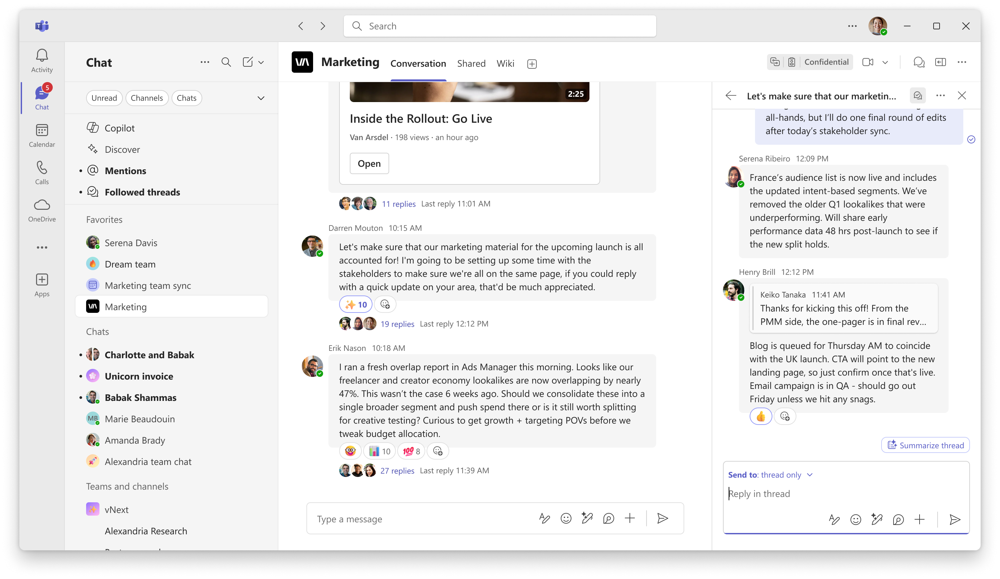 Search
Activity
5
Chat
Calendar
Calls
OneDrive
Apps
Chat
Unread
Channels
Chats
Copilot
Discover
Mentions
Followed threads
Favorites
Serena Davis
Dream team
Marketing team sync
Marketing
Chats
Charlotte and Babak
Unicorn invoice
Babak Shammas
MB
Marie Beaudouin
Amanda Brady
Alexandria team chat
Teams and channels
vNext
Alexandria Research
Marketing
Conversation
Shared
Wiki
Confidential
2:25
Inside the Rollout: Go Live
Van Arsdel · 198 views · an hour ago
Open
11 replies Last reply 11:01 AM
Darren Mouton 10:15 AM
Let's make sure that our marketing material for the upcoming launch is all
accounted for! I'm going to be setting up some time with the
stakeholders to make sure we're all on the same page, if you could reply
with a quick update on your area, that'd be much appreciated.
10
19 replies Last reply 12:12 PM
Erik Nason 10:18 AM
I ran a fresh overlap report in Ads Manager this morning. Looks like our
freelancer and creator economy lookalikes are now overlapping by nearly
47%. This wasn’t the case 6 weeks ago. Should we consolidate these into a
single broader segment and push spend there or is it still worth splitting
for creative testing? Curious to get growth + targeting POVs before we
tweak budget allocation.
10
8
27 replies Last reply 11:39 AM
Type a message
Let's make sure that our marketin...
all-hands, but I’ll do one final round of edits
after today’s stakeholder sync.
Serena Ribeiro 12:09 PM
France’s audience list is now live and includes
the updated intent-based segments. We’ve
removed the older Q1 lookalikes that were
underperforming. Will share early
performance data 48 hrs post-launch to see if
the new split holds.
Henry Brill 12:12 PM
Keiko Tanaka 11:41 AM
Thanks for kicking this off! From the
PMM side, the one-pager is in final rev...
Blog is queued for Thursday AM to coincide
with the UK launch. CTA will point to the new
landing page, so just confirm once that's live.
Email campaign is in QA - should go out
Friday unless we hit any snags.
Summarize thread
Send to: thread only
Reply in thread